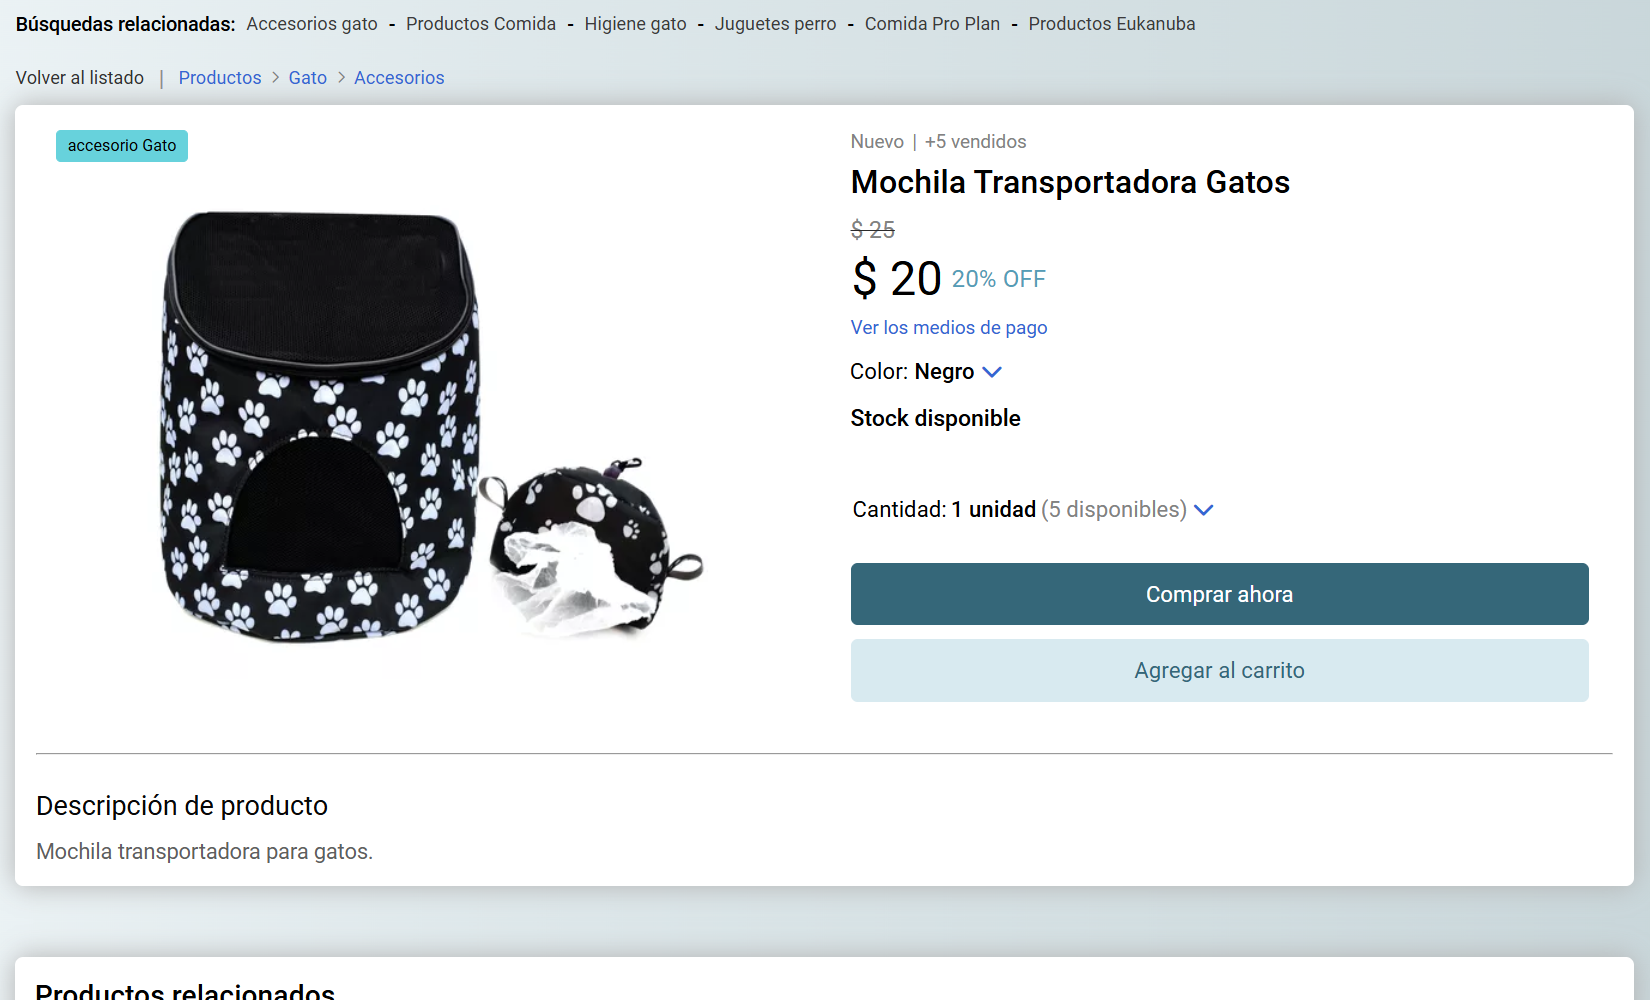 Búsquedas relacionadas: Accesorios gato - Productos Comida - Higiene gato - Juguetes perro - Comida Pro Plan - Productos Eukanuba
Volver al listado | Productos > Gato > Accesorios
accesorio Gato
Nuevo | +5 vendidos
Mochila Transportadora Gatos
$ 25
$ 20 20% OFF
Ver los medios de pago
Color: Negro
Stock disponible
Cantidad: 1 unidad (5 disponibles)
Comprar ahora
Agregar al carrito
Descripción de producto
Mochila transportadora para gatos.
Productos relacionados